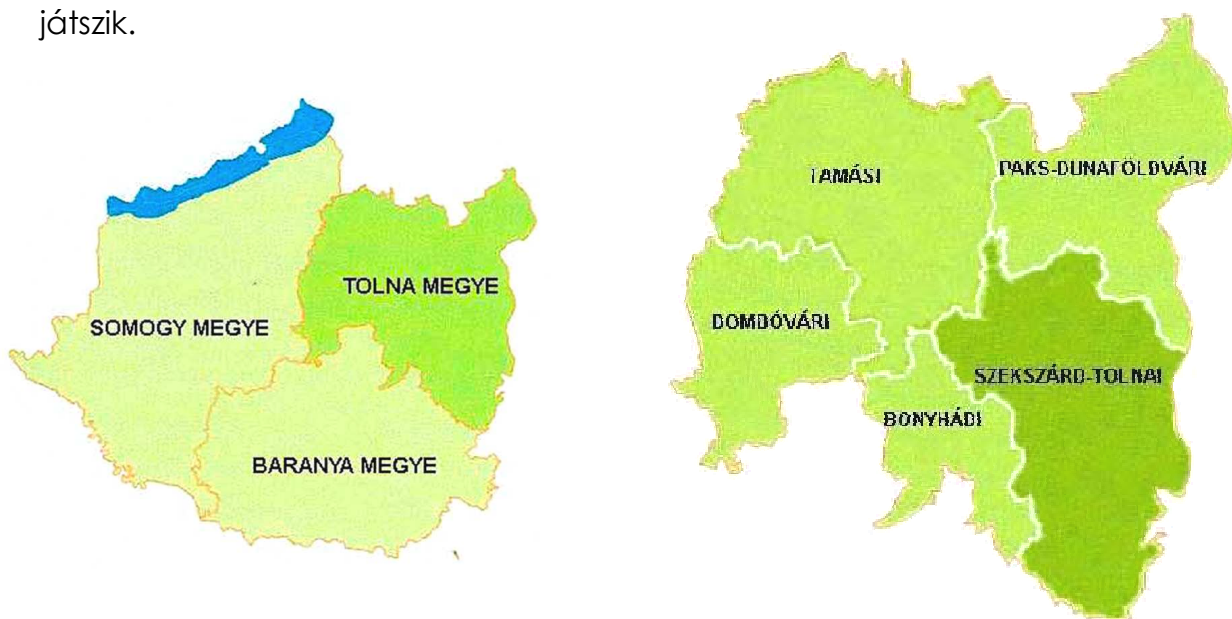 játszik.
TOLNA MEGYE
SOMOGY MEGYE
BARANYA MEGYE
TAMÁSI
PAKS-DUNAFÖLDVÁRI
DOMBÓVÁRI
SZEKSZÁRD-TOLNAI
BONYHÁDI